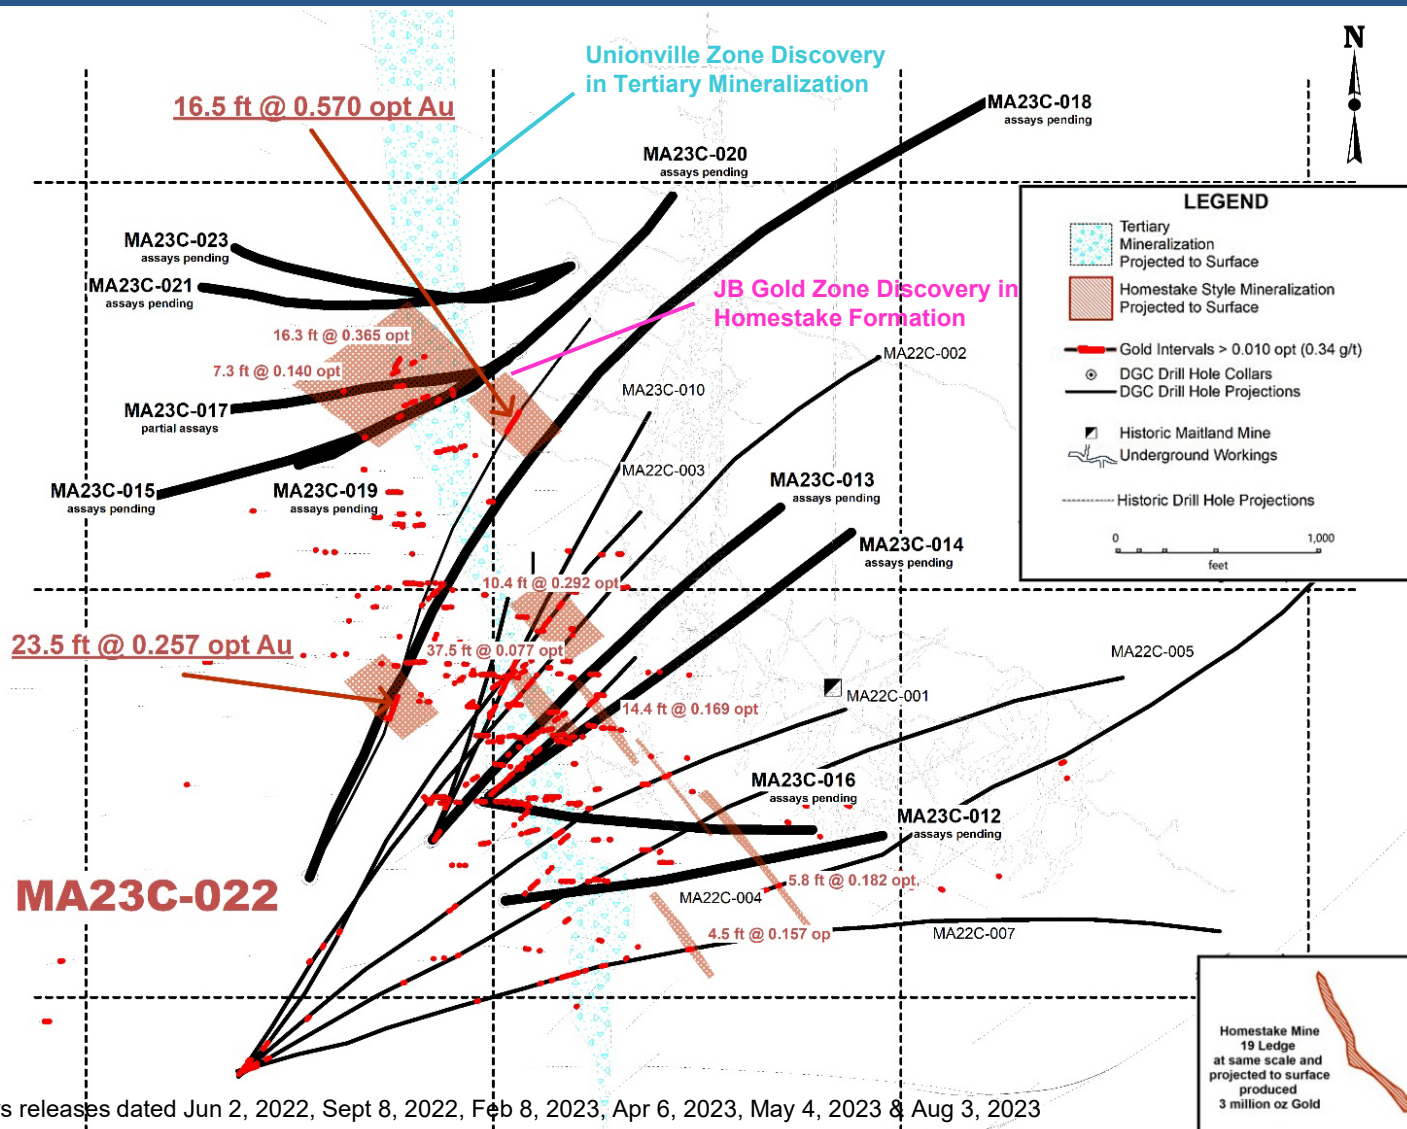 Unionville Zone Discovery
in Tertiary Mineralization
N
16.5 ft @ 0.570 opt Au
MA23C-018
assays pending
MA23C-020
assays pending
LEGEND
Tertiary
Mineralization
Projected to Surface
Homestake Style Mineralization
Projected to Surface
Gold Intervals > 0.010 opt (0.34 g/t)
DGC Drill Hole Collars
DGC Drill Hole Projections
Historic Maitland Mine
Underground Workings
Historic Drill Hole Projections
0 1,000
feet
MA23C-023
assays pending
MA23C-021
assays pending
JB Gold Zone Discovery in
Homestake Formation
16.3 ft @ 0.365 opt
7.3 ft @ 0.140 opt
MA22C-002
MA23C-010
MA23C-017
partial assays
MA22C-003
MA23C-013
assays pending
MA23C-015
assays pending
MA23C-019
assays pending
MA23C-014
assays pending
10.4 ft @ 0.292 opt
23.5 ft @ 0.257 opt Au
37.5 ft @ 0.077 opt
MA22C-005
MA22C-001
14.4 ft @ 0.169 opt
MA23C-016
assays pending
MA23C-012
assays pending
MA23C-022
5.8 ft @ 0.182 opt.
MA22C-004
4.5 ft @ 0.157 op
MA22C-007
Homestake Mine
19 Ledge
at same scale and
projected to surface
produced
3 million oz Gold
s releases dated Jun 2, 2022, Sept 8, 2022, Feb 8, 2023, Apr 6, 2023, May 4, 2023 & Aug 3, 2023